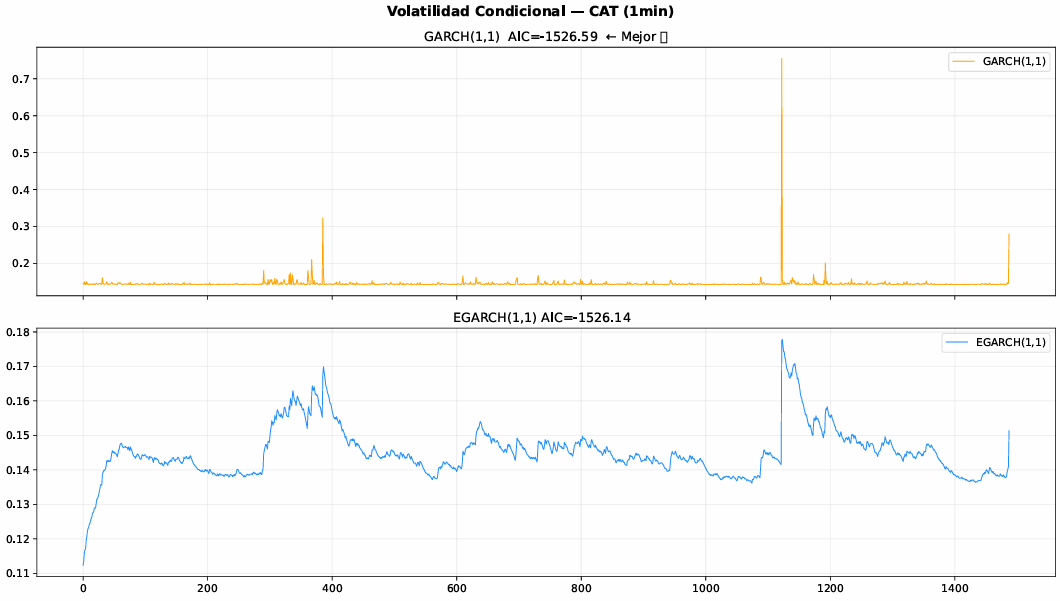 Volatilidad Condicional — CAT (1min)
GARCH(1,1)  AIC=-1526.59  ← Mejor
GARCH(1,1)
0.7
0.6
0.5
0.4
0.3
0.2
EGARCH(1,1) AIC=-1526.14
EGARCH(1,1)
0.18
0.17
0.16
0.15
0.14
0.13
0.12
0.11
0 200 400 600 800 1000 1200 1400